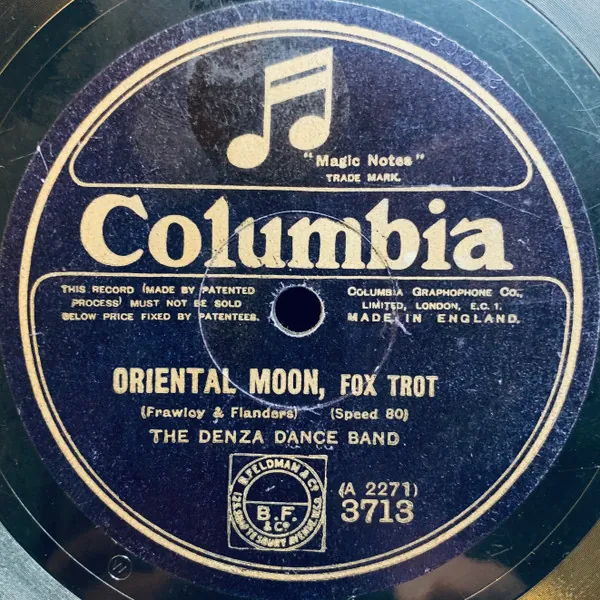 "Magic Notes"
TRADE MARK.
Columbia
THIS RECORD (MADE BY PATENTED
PROCESS) MUST NOT BE SOLD
BELOW PRICE FIXED BY PATENTEES.
COLUMBIA GRAPHOPHONE CO.,
LIMITED, LONDON, E.C. 1.
MADE IN ENGLAND.
ORIENTAL MOON, FOX TROT
(Frawley & Flanders) (Speed 80)
THE DENZA DANCE BAND
B. FELDMAN & Co.
B.F.
& Co.
(A 2271)
3713